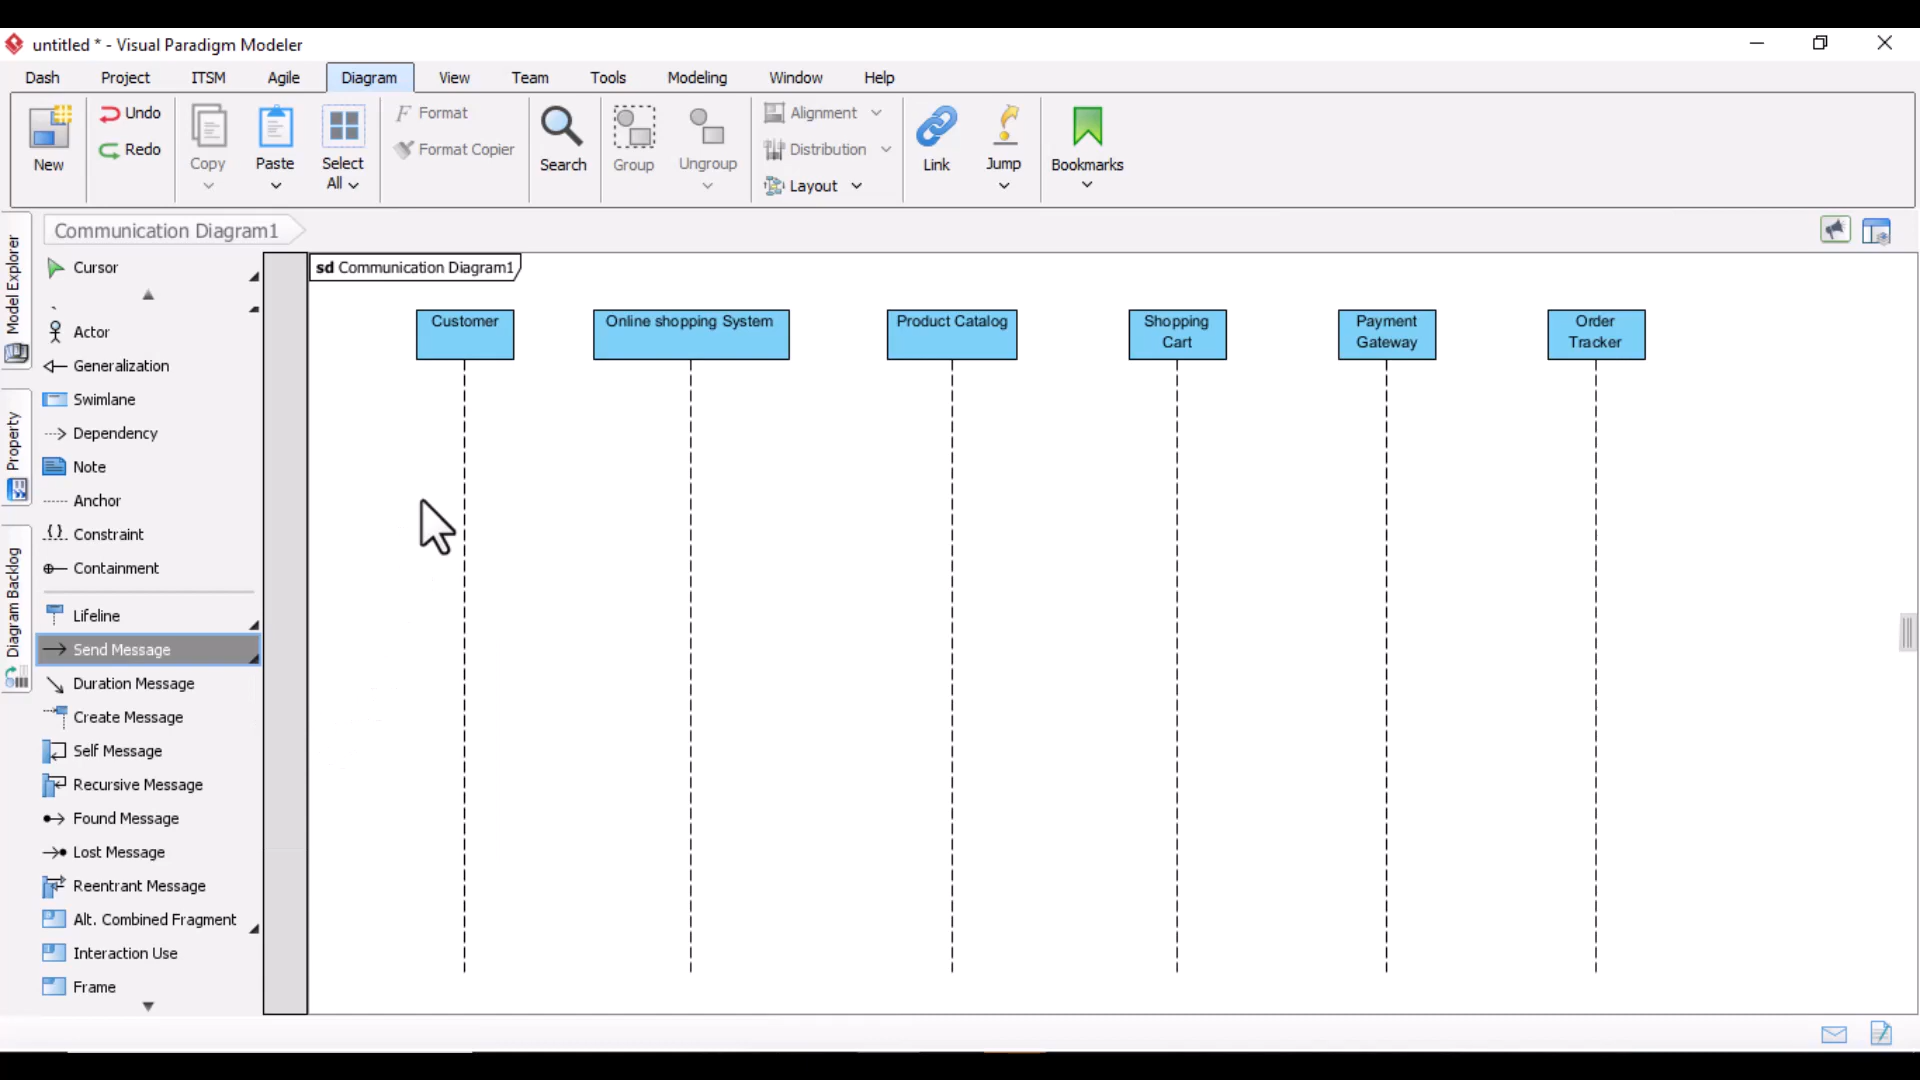 untitled * - Visual Paradigm Modeler
Dash Project ITSM Agile Diagram View Team Tools Modeling Window Help
New
Undo
Redo
Copy
Paste
Select
All
Format
Format Copier
Search
Group
Ungroup
Alignment
Distribution
Layout
Link
Jump
Bookmarks
Communication Diagram1
Model Explorer
Property
Diagram Backlog
Cursor
Actor
Generalization
Swimlane
Dependency
Note
Anchor
Constraint
Containment
Lifeline
Send Message
Duration Message
Create Message
Self Message
Recursive Message
Found Message
Lost Message
Reentrant Message
Alt. Combined Fragment
Interaction Use
Frame
sd Communication Diagram1
Customer
Online shopping System
Product Catalog
Shopping
Cart
Payment
Gateway
Order
Tracker